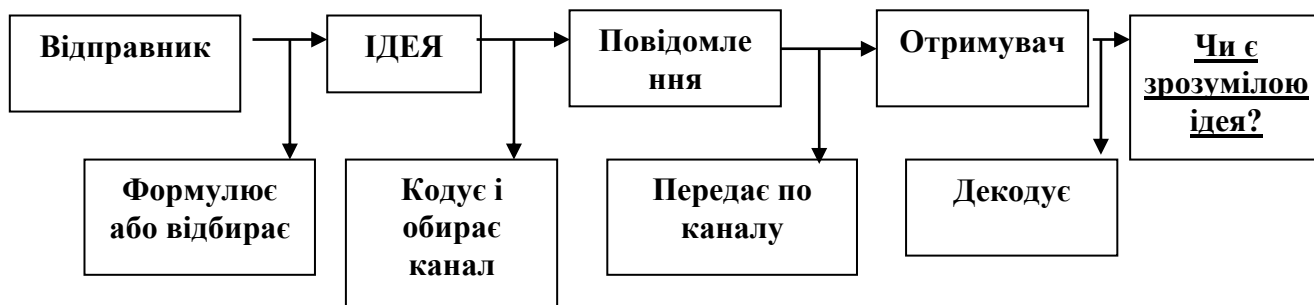 Відправник
ІДЕЯ
Повідомле
ння
Отримувач
Чи є
зрозумілою
ідея?
Формулює
або відбирає
Кодує і
обирає
канал
Передає по
каналу
Декодує